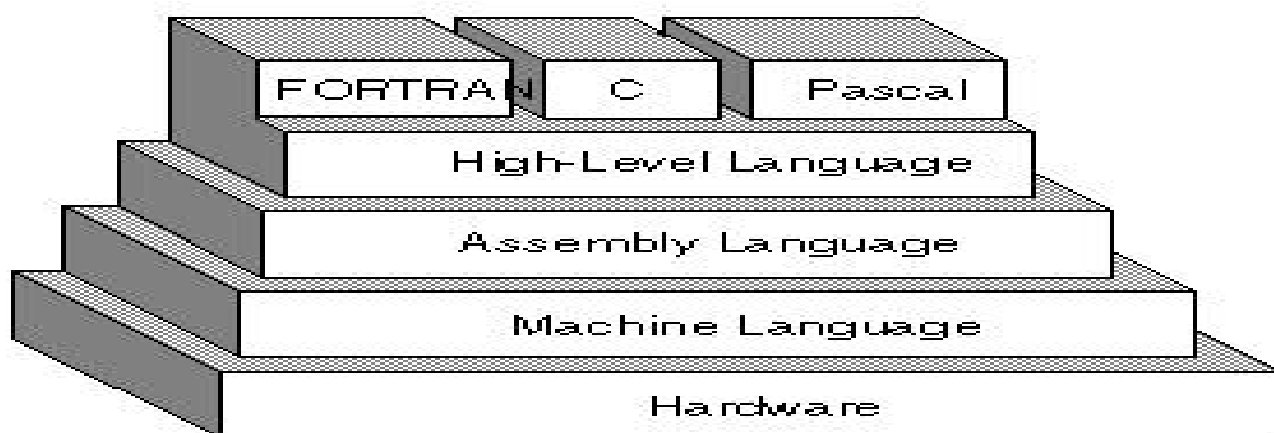 FORTRAN C Pascal
High-Level Language
Assembly Language
Machine Language
Hardware